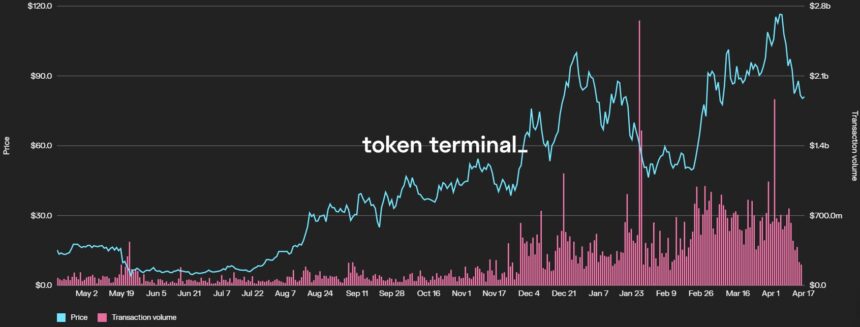 $120.0
$2.8b
$90.0
$2.1b
token terminal_
$60.0
$1.4b
Price
Transaction volume
$30.0
$700.0m
$0.0
$0.0
May 2 May 19 Jun 5 Jun 21 Jul 7 Jul 22 Aug 7 Aug 24 Sep 11 Sep 28 Oct 16 Nov 1 Nov 17 Dec 4 Dec 21 Jan 7 Jan 23 Feb 9 Feb 26 Mar 16 Apr 1 Apr 17
Price Transaction volume